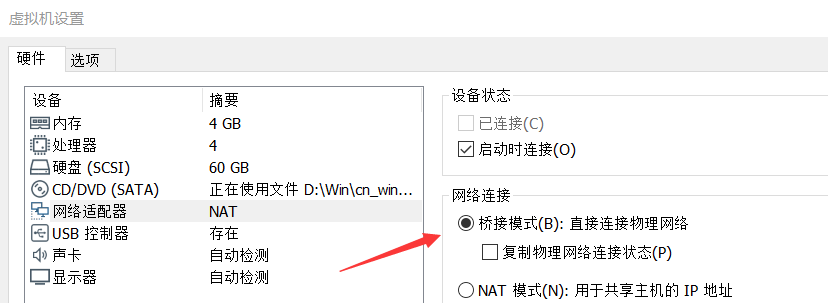 虚拟机设置
硬件 选项
设备 摘要
内存 4 GB
处理器 4
硬盘 (SCSI) 60 GB
CD/DVD (SATA) 正在使用文件 D:\Win\cn_win...
网络适配器 NAT
USB 控制器 存在
声卡 自动检测
显示器 自动检测
设备状态
已连接(C)
启动时连接(O)
网络连接
桥接模式(B): 直接连接物理网络
复制物理网络连接状态(P)
NAT 模式(N): 用于共享主机的 IP 地址